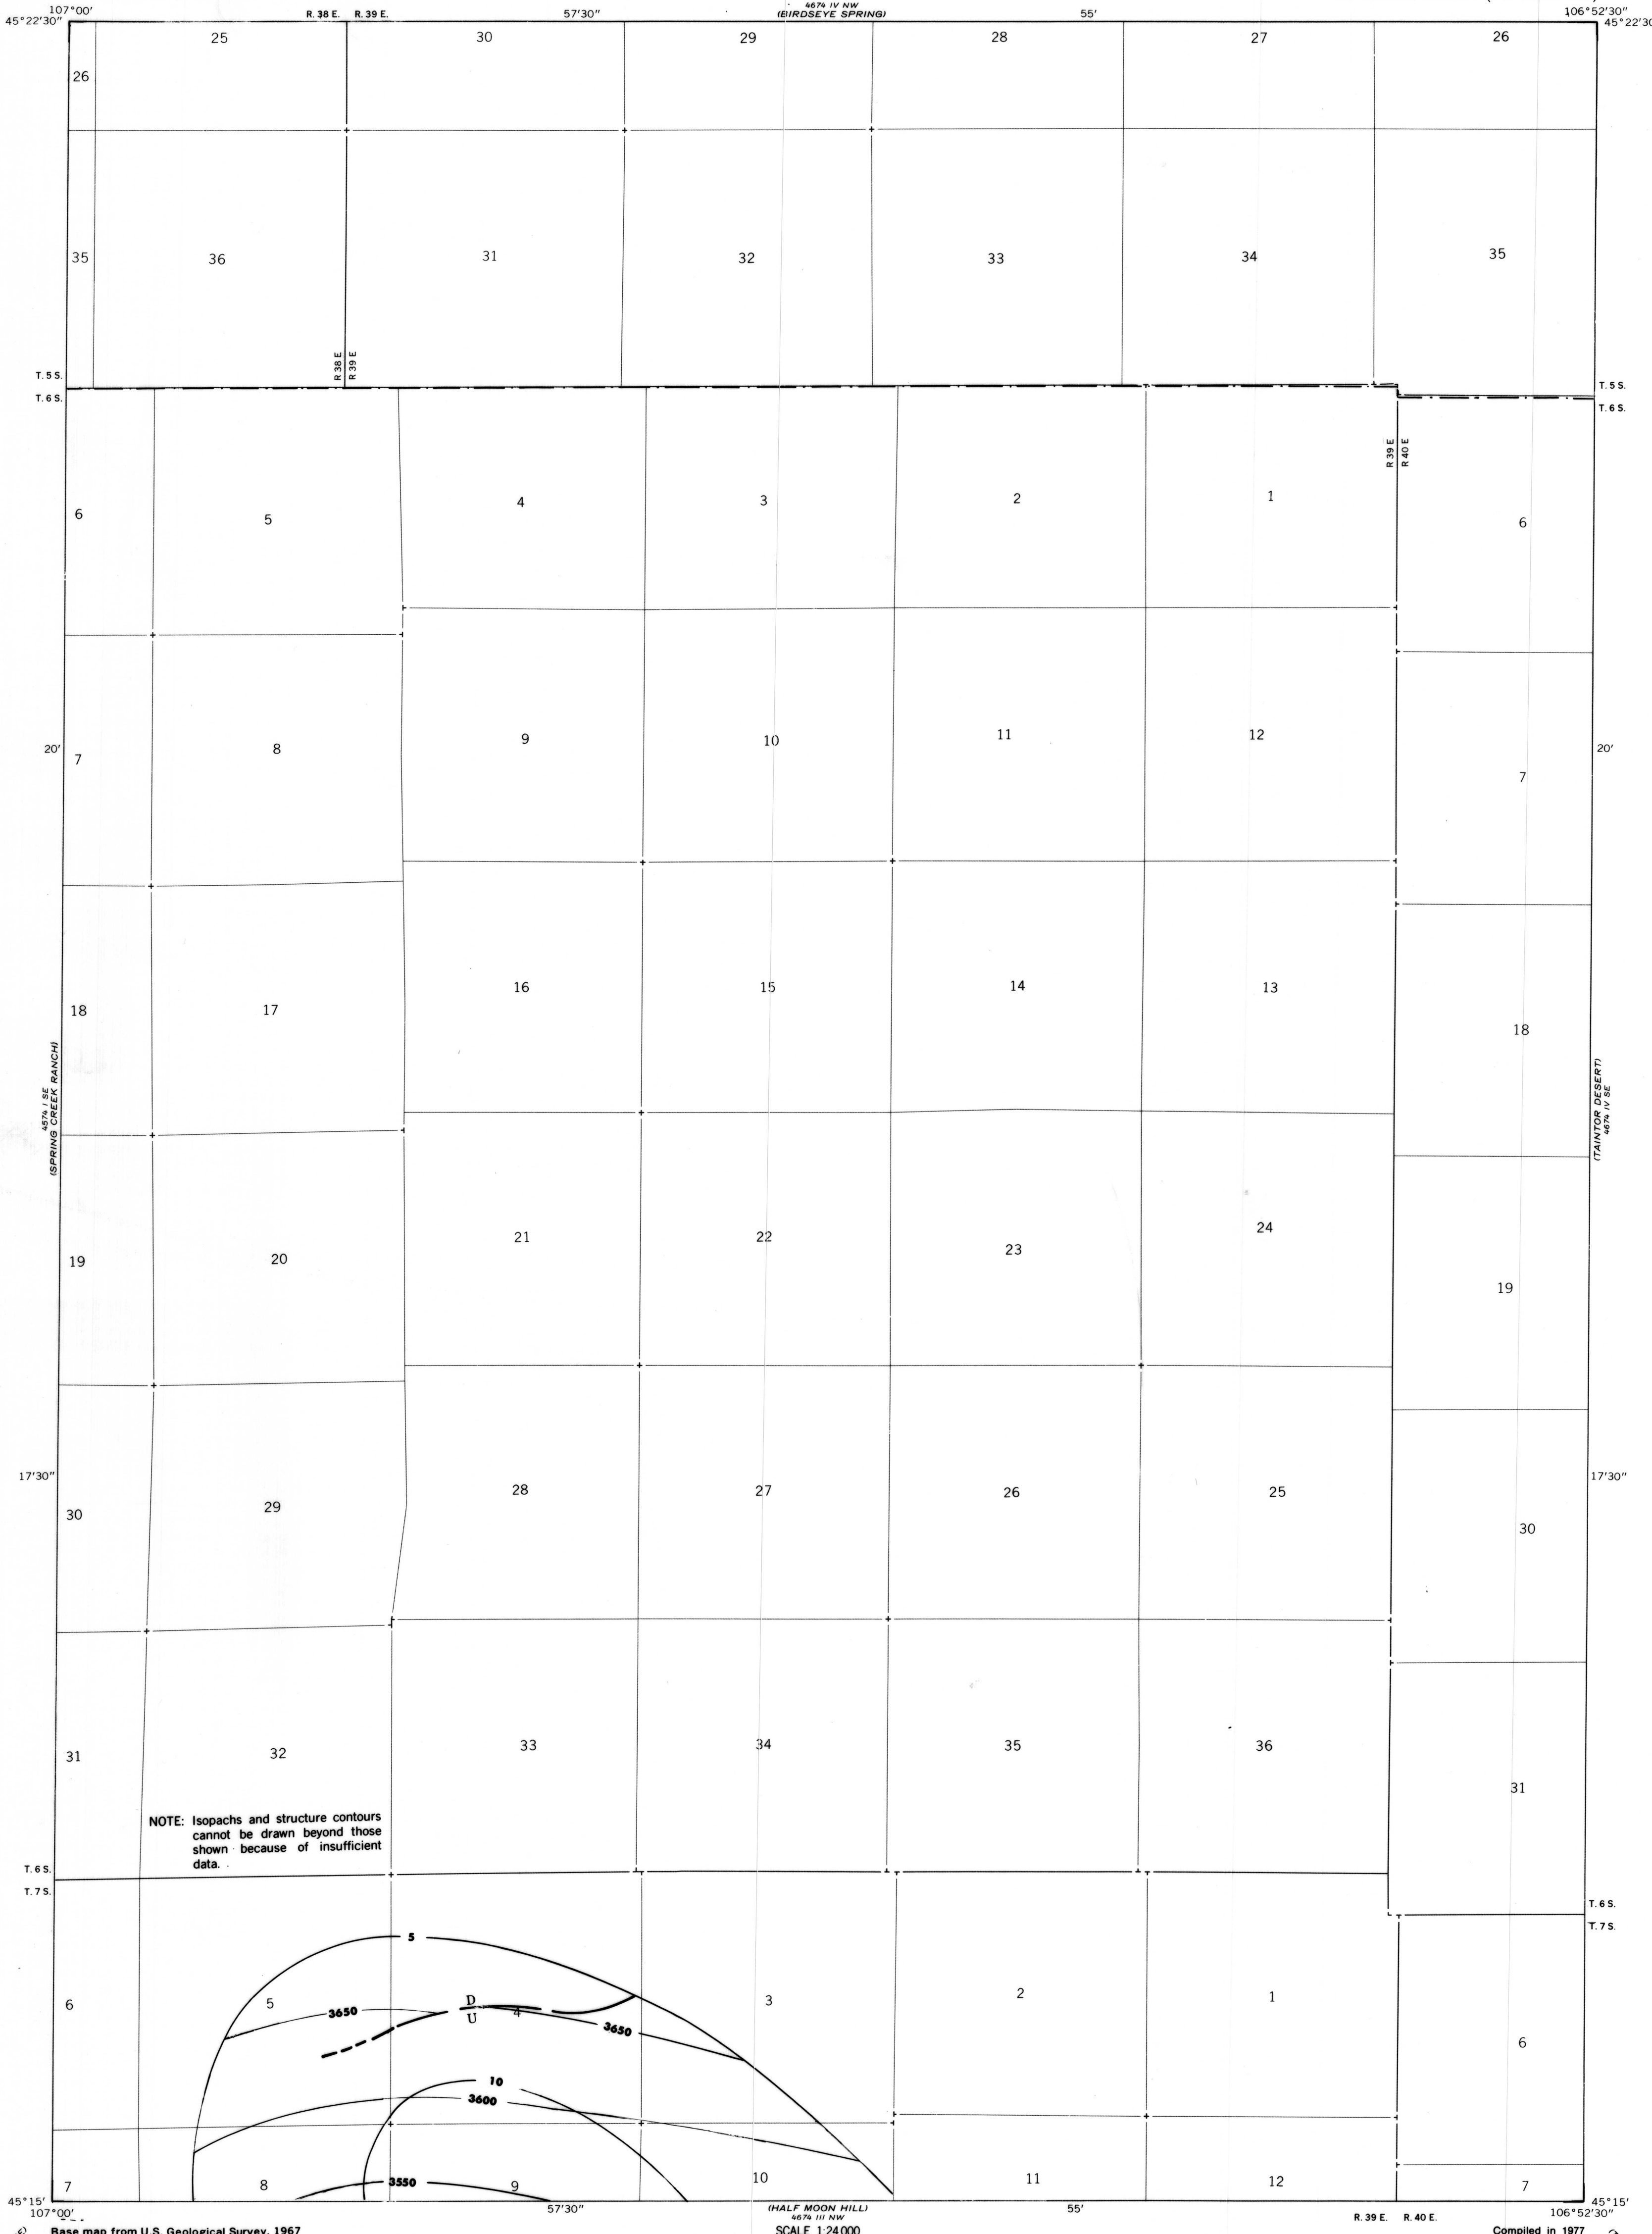 4674 IV NW
107°00' R. 38 E. R. 39 E. 57'30" (BIRDSEYE SPRING) 55' 106°52'30"
45°22'30" 45°22'30"
25 30 29 28 27 26
26
35 36 31 32 33 34 35
R 38 E
R 39 E
T. 5 S. T. 5 S.
T. 6 S. T. 6 S.
R 39 E
R 40 E
6 5 4 3 2 1 6
20' 7 8 9 10 11 12 7 20'
18 17 16 15 14 13 18
4574 I SE
(SPRING CREEK RANCH)
(TAINTOR DESERT)
4674 IV SE
19 20 21 22 23 24 19
17'30" 17'30"
30 29 28 27 26 25 30
31 32 33 34 35 36 31
NOTE: Isopachs and structure contours
cannot be drawn beyond those
shown because of insufficient
data.
T. 6 S.
T. 7 S.
T. 6 S.
T. 7 S.
5
6 5 4 3 2 1 6
D
U
3650 3650
10
3600
3550
7 8 9 10 11 12 7
45°15' 45°15'
107°00' 57'30" (HALF MOON HILL) 55' R. 39 E. R. 40 E. 106°52'30"
4674 III NW
Base map from U.S. Geological Survey, 1967 SCALE 1:24 000 Compiled in 1977